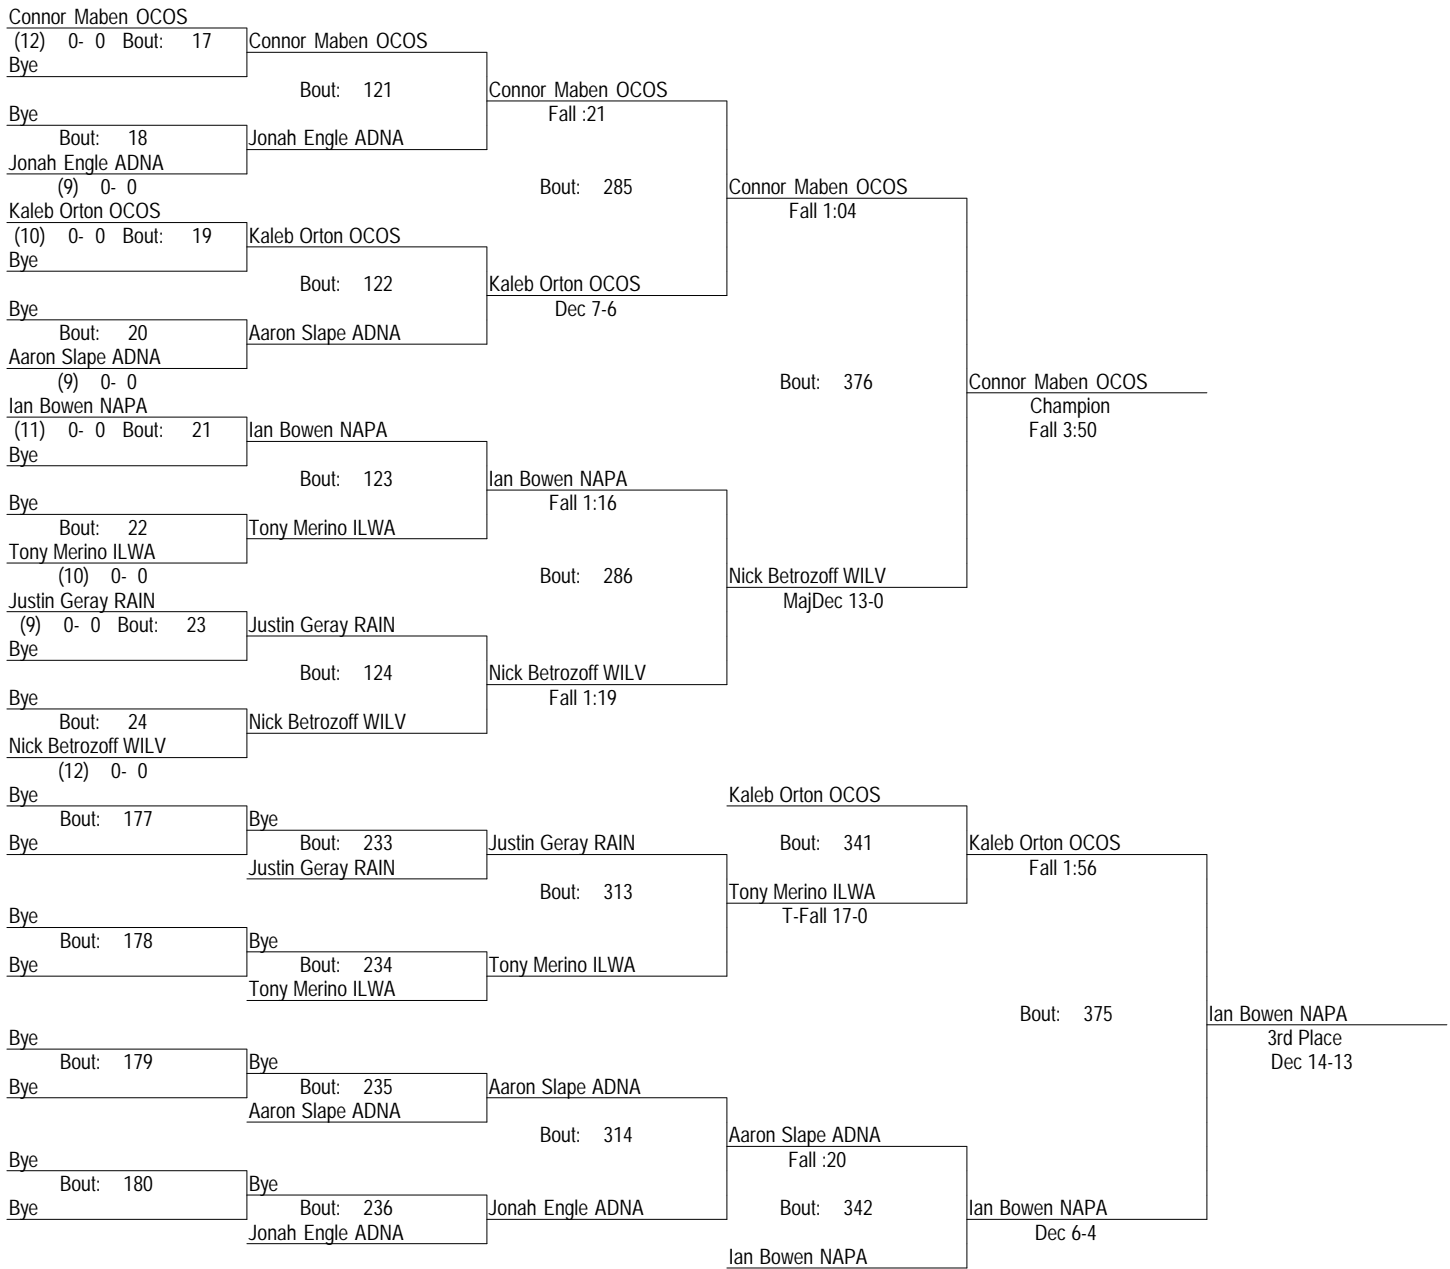 Connor Maben OCOS
(12) 0- 0 Bout: 17 Connor Maben OCOS
Bye
Bout: 121 Connor Maben OCOS
Bye Fall :21
Bout: 18 Jonah Engle ADNA
Jonah Engle ADNA
(9) 0- 0 Bout: 285 Connor Maben OCOS
Kaleb Orton OCOS Fall 1:04
(10) 0- 0 Bout: 19 Kaleb Orton OCOS
Bye
Bout: 122 Kaleb Orton OCOS
Bye Dec 7-6
Bout: 20 Aaron Slape ADNA
Aaron Slape ADNA
(9) 0- 0 Bout: 376 Connor Maben OCOS
Ian Bowen NAPA Champion
(11) 0- 0 Bout: 21 Ian Bowen NAPA Fall 3:50
Bye
Bout: 123 Ian Bowen NAPA
Bye Fall 1:16
Bout: 22 Tony Merino ILWA
Tony Merino ILWA
(10) 0- 0 Bout: 286 Nick Betrozoff WILV
Justin Geray RAIN MajDec 13-0
(9) 0- 0 Bout: 23 Justin Geray RAIN
Bye
Bout: 124 Nick Betrozoff WILV
Bye Fall 1:19
Bout: 24 Nick Betrozoff WILV
Nick Betrozoff WILV
(12) 0- 0
Bye Kaleb Orton OCOS
Bout: 177 Bye
Bye Bout: 233 Justin Geray RAIN Bout: 341 Kaleb Orton OCOS
Justin Geray RAIN Fall 1:56
Bout: 313 Tony Merino ILWA
Bye T-Fall 17-0
Bout: 178 Bye
Bye Bout: 234 Tony Merino ILWA
Tony Merino ILWA
Bout: 375 Ian Bowen NAPA
Bye 3rd Place
Bout: 179 Bye Dec 14-13
Bye Bout: 235 Aaron Slape ADNA
Aaron Slape ADNA
Bout: 314 Aaron Slape ADNA
Bye Fall :20
Bout: 180 Bye
Bye Bout: 236 Jonah Engle ADNA Bout: 342 Ian Bowen NAPA
Jonah Engle ADNA Dec 6-4
Ian Bowen NAPA